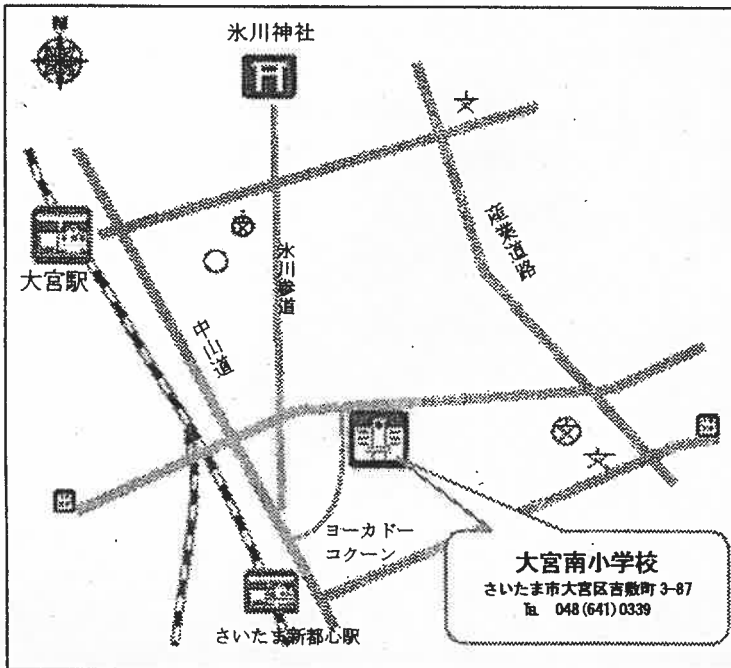 N
氷川神社
大宮駅
氷川参道
産業道路
中山道
ヨーカドー
コクーン
さいたま新都心駅
大宮南小学校
さいたま市大宮区吉敷町 3-87
℡ 048(641)0339